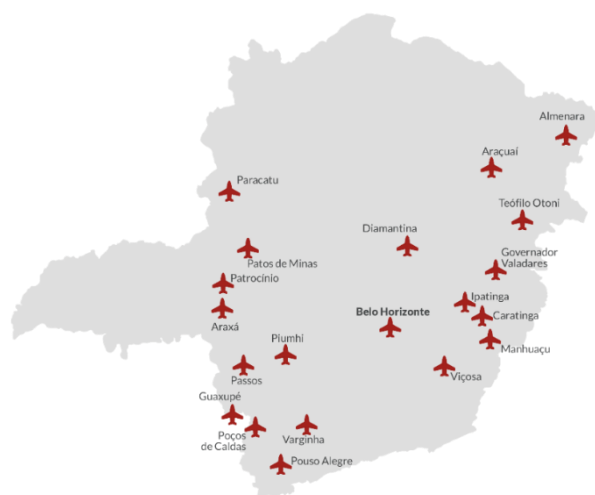 Almenara
Araçuaí
Paracatu
Teófilo Otoni
Diamantina
Patos de Minas
Governador
Valadares
Patrocínio
Ipatinga
Belo Horizonte
Caratinga
Araxá
Piumhi
Manhuaçu
Passos
Viçosa
Guaxupé
Poços
de Caldas
Varginha
Pouso Alegre